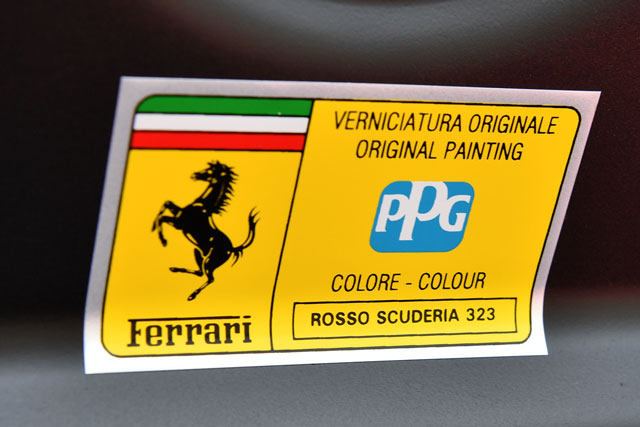 VERNICIATURA ORIGINALE
ORIGINAL PAINTING
PPG
COLORE - COLOUR
ROSSO SCUDERIA 323
Ferrari